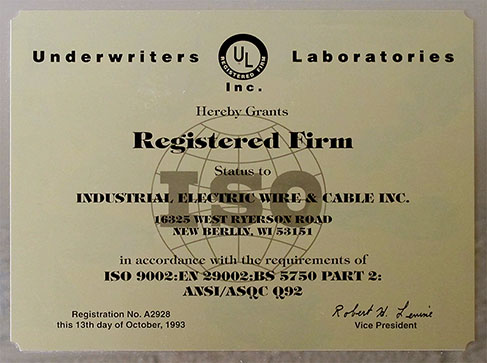 Underwriters Laboratories
UL
REGISTERED FIRM
Inc.
Hereby Grants
Registered Firm
Status to
ISO
INDUSTRIAL ELECTRIC WIRE & CABLE INC.
16325 WEST RYERSON ROAD
NEW BERLIN, WI 53151
in accordance with the requirements of
ISO 9002:EN 29002:BS 5750 PART 2:
ANSI/ASQC Q92
Registration No. A2928
this 13th day of October, 1993
Robert W. Levine
Vice President